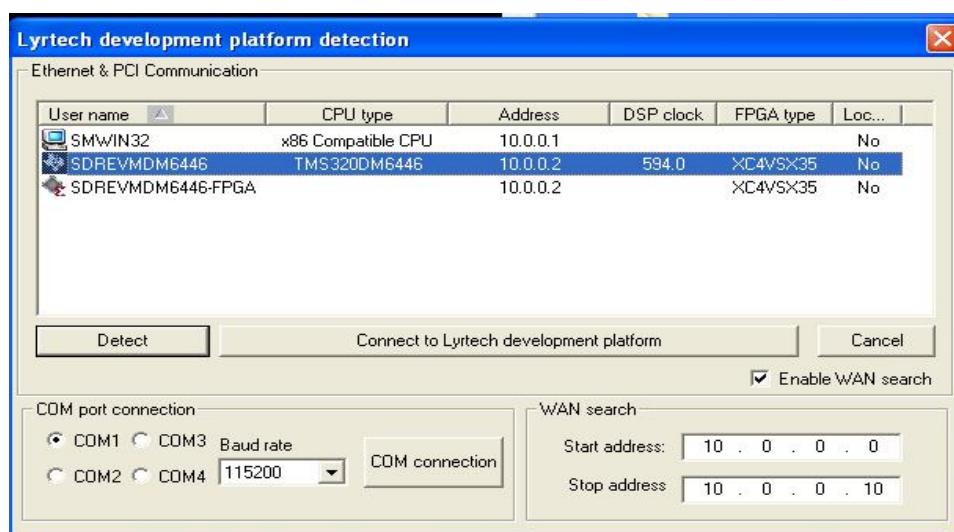 Lyrtech development platform detection
Ethernet & PCI Communication
User name CPU type Address DSP clock FPGA type Loc...
SMWIN32 x86 Compatible CPU 10.0.0.1 No
SDREVMDM6446 TMS320DM6446 10.0.0.2 594.0 XC4VSX35 No
SDREVMDM6446-FPGA 10.0.0.2 XC4VSX35 No
Detect Connect to Lyrtech development platform Cancel
Enable WAN search
COM port connection
COM1 COM3 Baud rate
COM2 COM4 115200 COM connection
WAN search
Start address: 10 . 0 . 0 . 0
Stop address 10 . 0 . 0 . 10